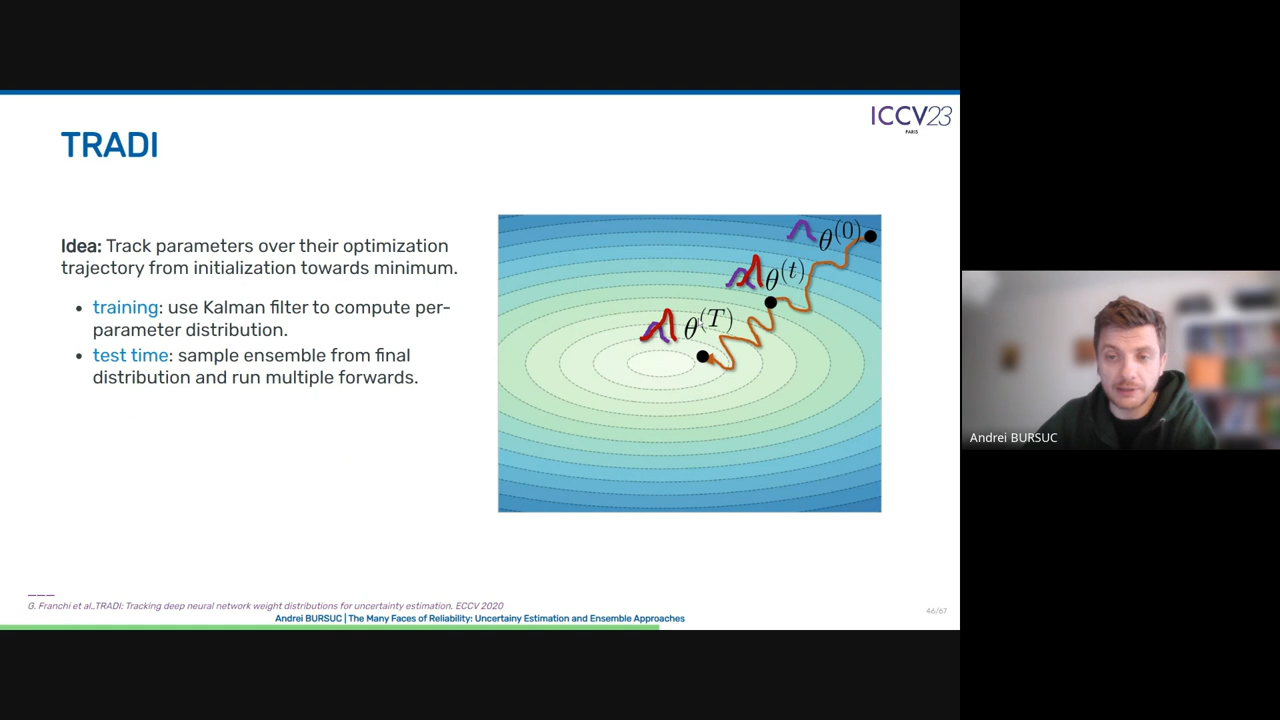 ICCV23
PARIS
TRADI
Idea: Track parameters over their optimization
trajectory from initialization towards minimum.
• training: use Kalman filter to compute per-
parameter distribution.
• test time: sample ensemble from final
distribution and run multiple forwards.
θ(0)
θ(t)
θ(T)
Andrei BURSUC
G. Franchi et al.,TRADI: Tracking deep neural network weight distributions for uncertainty estimation, ECCV 2020
Andrei BURSUC | The Many Faces of Reliability: Uncertainy Estimation and Ensemble Approaches
46/67